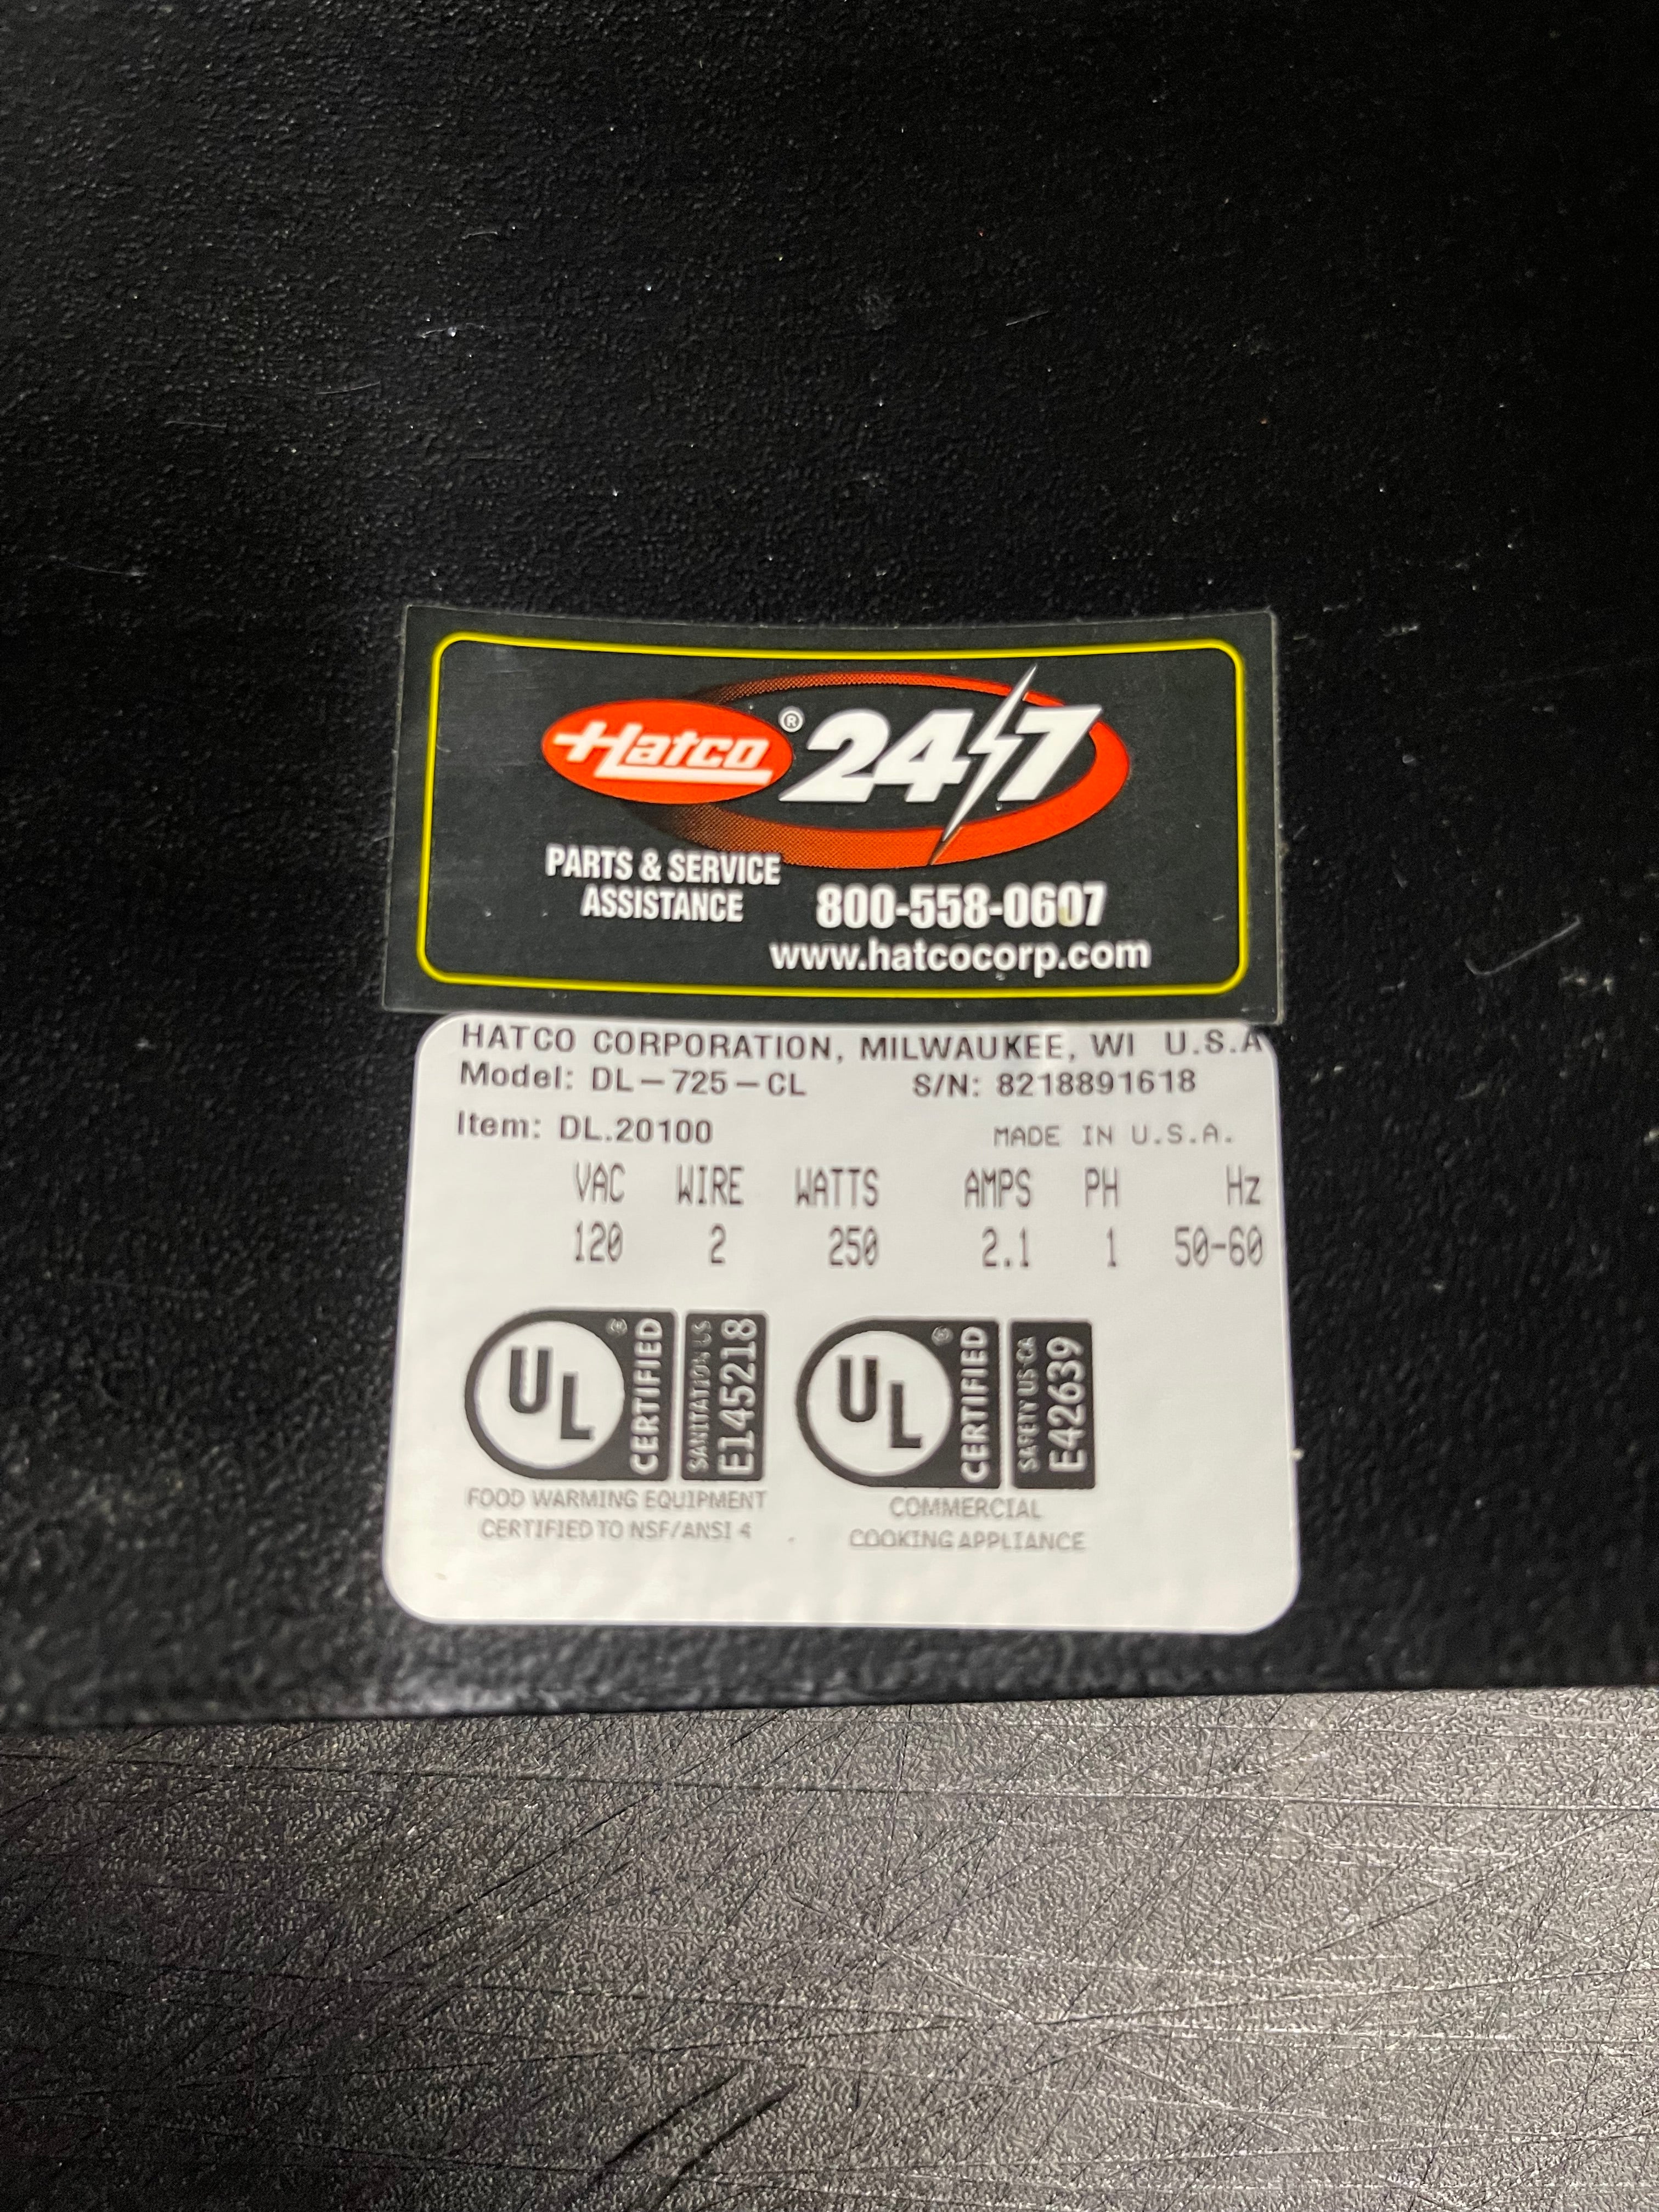 Hatco® 24/7
PARTS & SERVICE
ASSISTANCE
800-558-0607
www.hatcocorp.com
HATCO CORPORATION, MILWAUKEE, WI U.S.A
Model: DL-725-CL S/N: 8218891618
Item: DL.20100 MADE IN U.S.A.
VAC WIRE WATTS AMPS PH Hz
120 2 250 2.1 1 50-60
UL® CERTIFIED SANITATION US E145218
UL® CERTIFIED SAFETY US-CA E42639
FOOD WARMING EQUIPMENT
CERTIFIED TO NSF/ANSI 4
COMMERCIAL
COOKING APPLIANCE